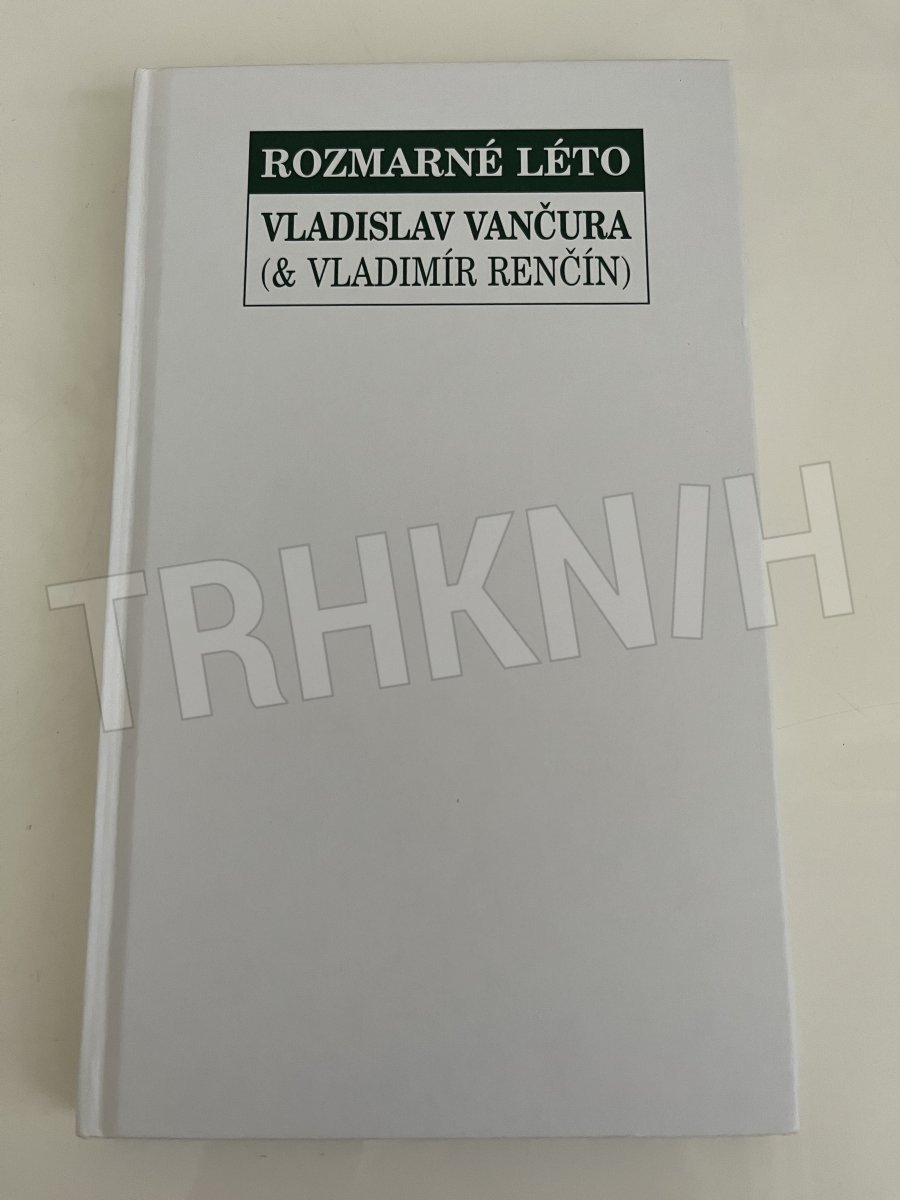 ROZMARNÉ LÉTO
VLADISLAV VANČURA
(& VLADIMÍR RENČÍN)
TRHKNIH